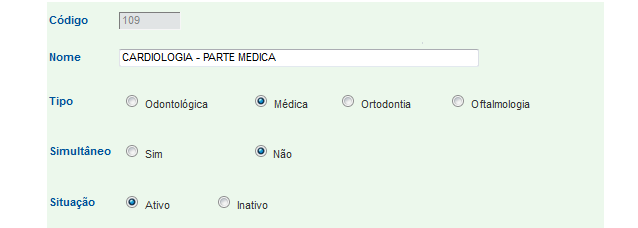 Código 109
Nome CARDIOLOGIA - PARTE MEDICA
Tipo Odontológica Médica Ortodontia Oftalmologia
Simultâneo Sim Não
Situação Ativo Inativo